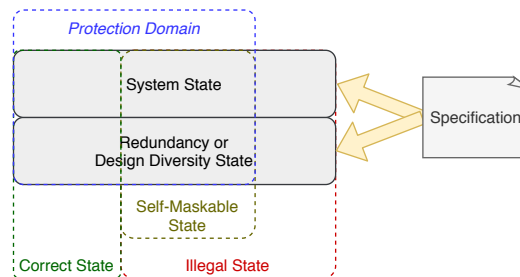 Protection Domain
System State
Specification
Redundancy or
Design Diversity State
Self-Maskable
State
Correct State
Illegal State